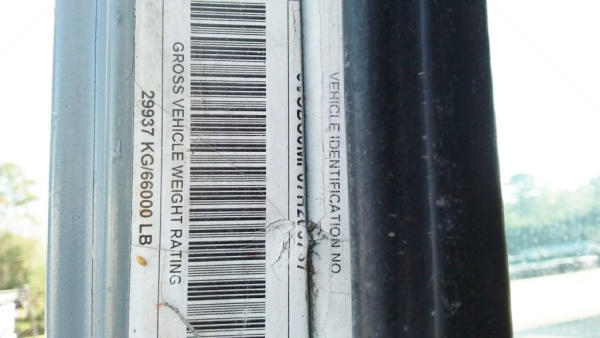 VEHICLE IDENTIFICATION NO.
GROSS VEHICLE WEIGHT RATING
29937 KG/66000 LB